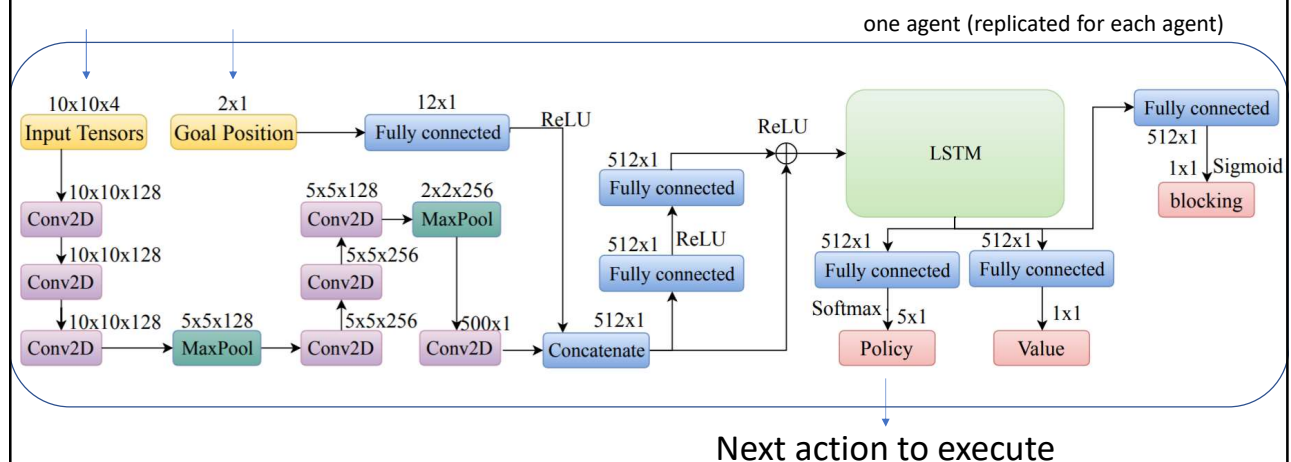 one agent (replicated for each agent)
10x10x4
Input Tensors
2x1
Goal Position
12x1
Fully connected
ReLU
10x10x128
Conv2D
10x10x128
Conv2D
10x10x128
Conv2D
5x5x128
MaxPool
5x5x256
Conv2D
5x5x256
Conv2D
5x5x128
Conv2D
2x2x256
MaxPool
500x1
Conv2D
512x1
Concatenate
512x1
Fully connected
ReLU
512x1
Fully connected
ReLU
LSTM
512x1
Fully connected
Softmax
5x1
Policy
512x1
Fully connected
1x1
Value
Fully connected
512x1
1x1 Sigmoid
blocking
Next action to execute